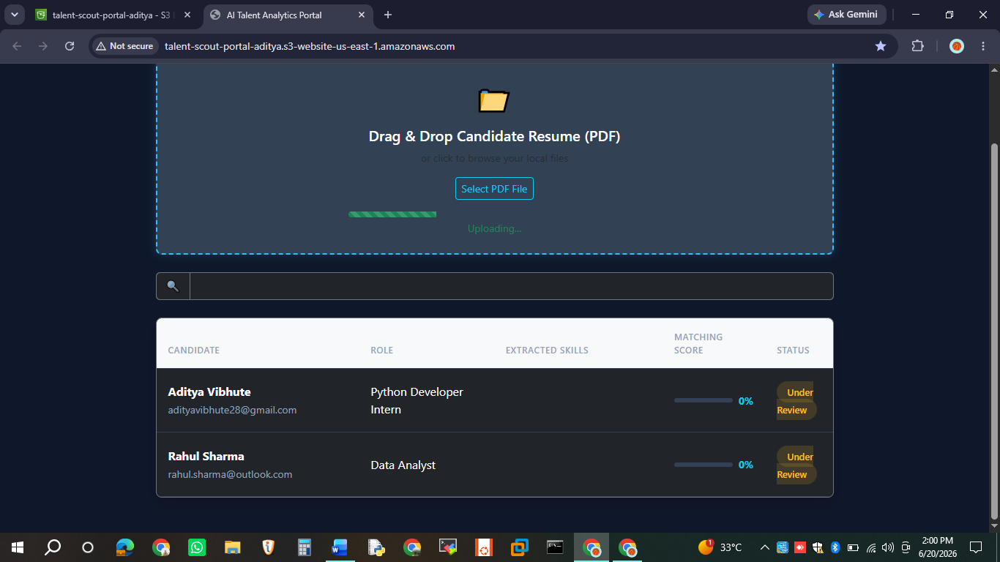 talent-scout-portal-aditya - S3
AI Talent Analytics Portal
Ask Gemini
Not secure
talent-scout-portal-aditya.s3-website-us-east-1.amazonaws.com
Drag & Drop Candidate Resume (PDF)
or click to browse your local files
Select PDF File
Uploading...
CANDIDATE ROLE EXTRACTED SKILLS MATCHING SCORE STATUS
Aditya Vibhute
adityavibhute28@gmail.com
Python Developer
Intern
0%
Under
Review
Rahul Sharma
rahul.sharma@outlook.com
Data Analyst
0%
Under
Review
1
33°C
2:00 PM
6/20/2026